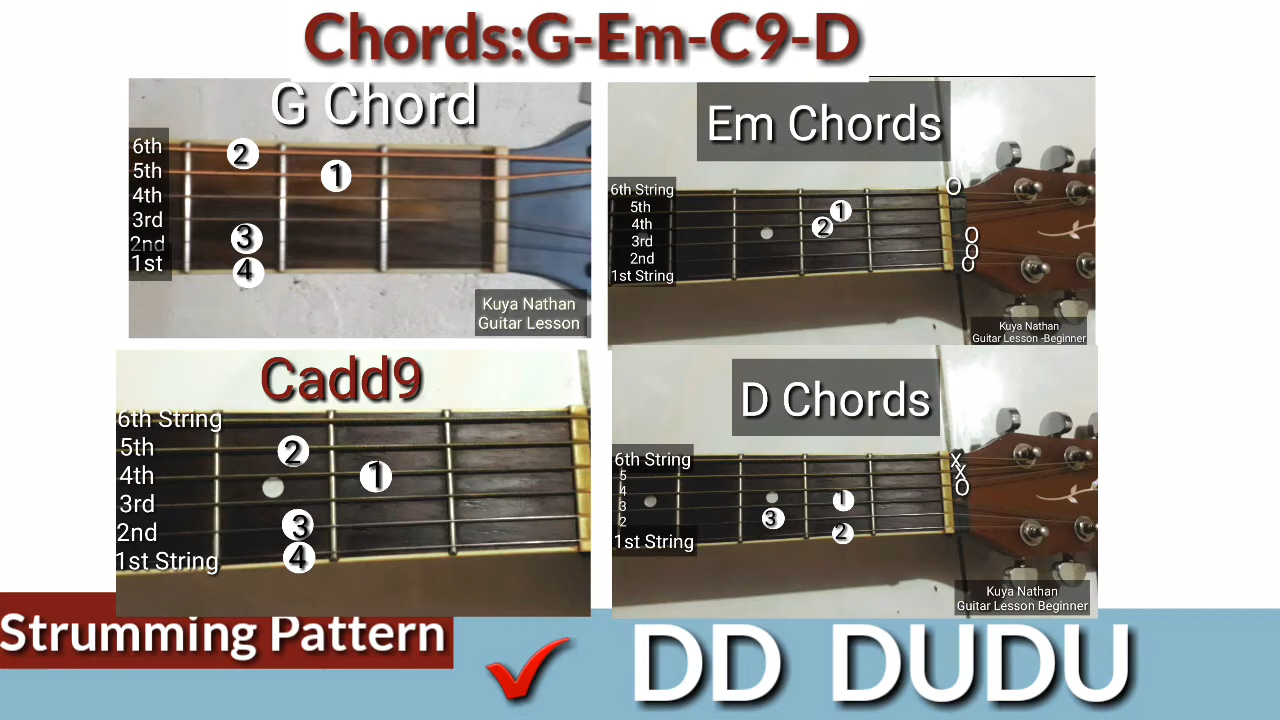 Chords:G-Em-C9-D
G Chord
6th
5th
4th
3rd
2nd
1st
2
1
3
4
Kuya Nathan
Guitar Lesson
Em Chords
6th String
5th
4th
3rd
2nd
1st String
1
2
O
O
O
O
Kuya Nathan
Guitar Lesson -Beginner
Cadd9
6th String
5th
4th
3rd
2nd
1st String
2
1
3
4
D Chords
6th String
5
4
3
2
1st String
1
3
2
X
X
O
Kuya Nathan
Guitar Lesson Beginner
Strumming Pattern
DD DUDU